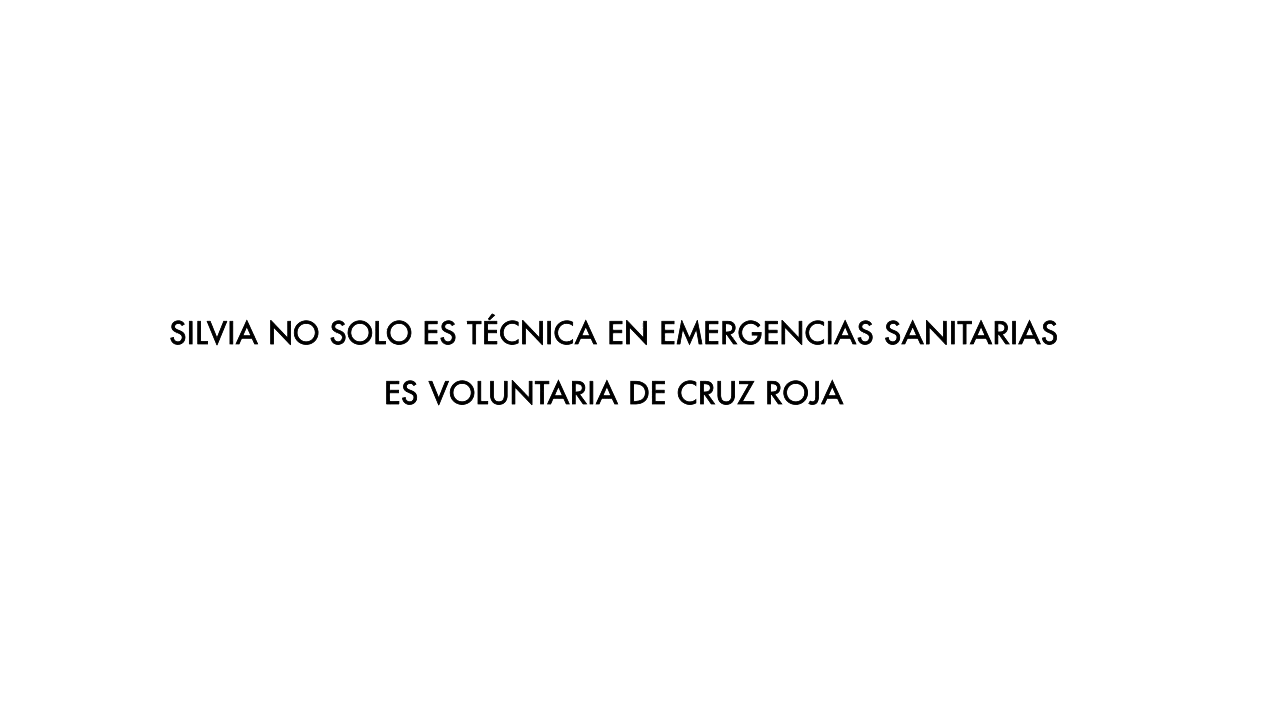 SILVIA NO SOLO ES TÉCNICA EN EMERGENCIAS SANITARIAS
ES VOLUNTARIA DE CRUZ ROJA